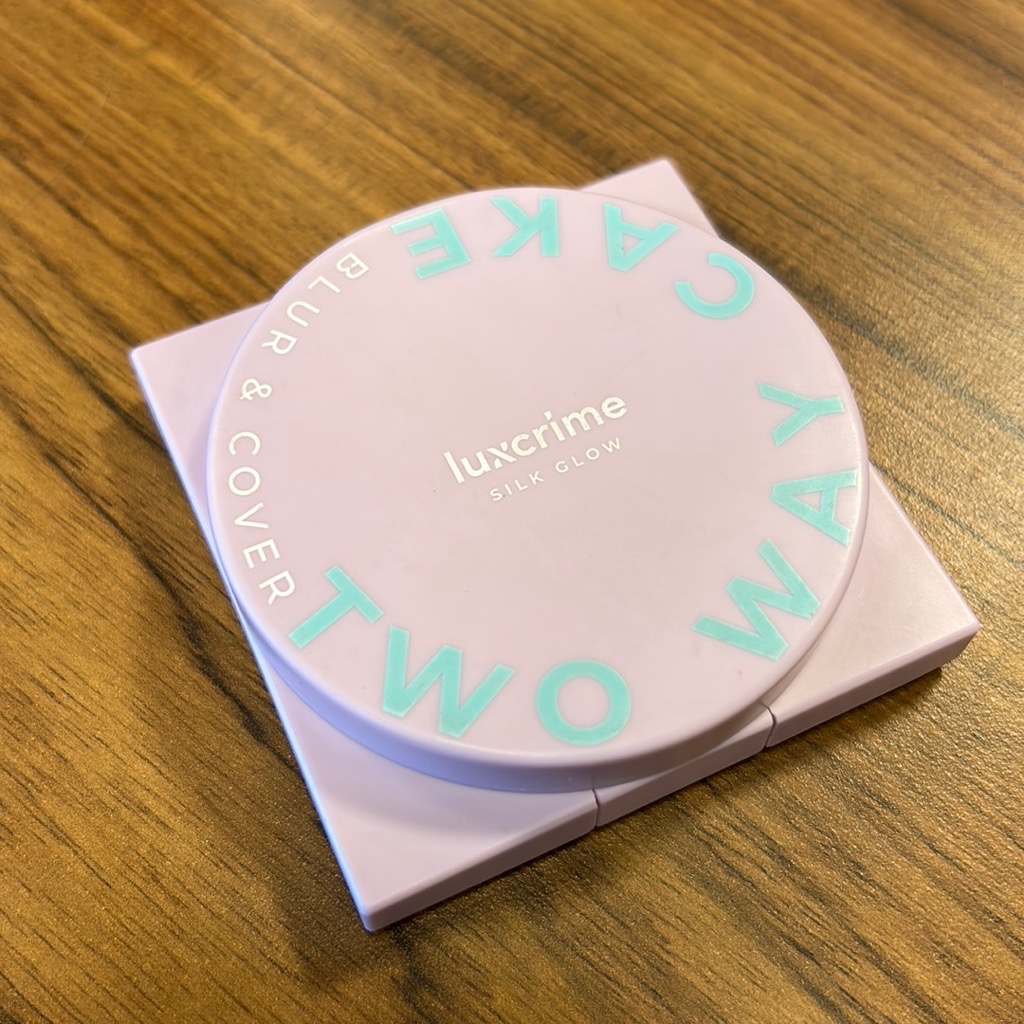 luxcrime
SILK GLOW
TWO WAY CAKE
BLUR & COVER